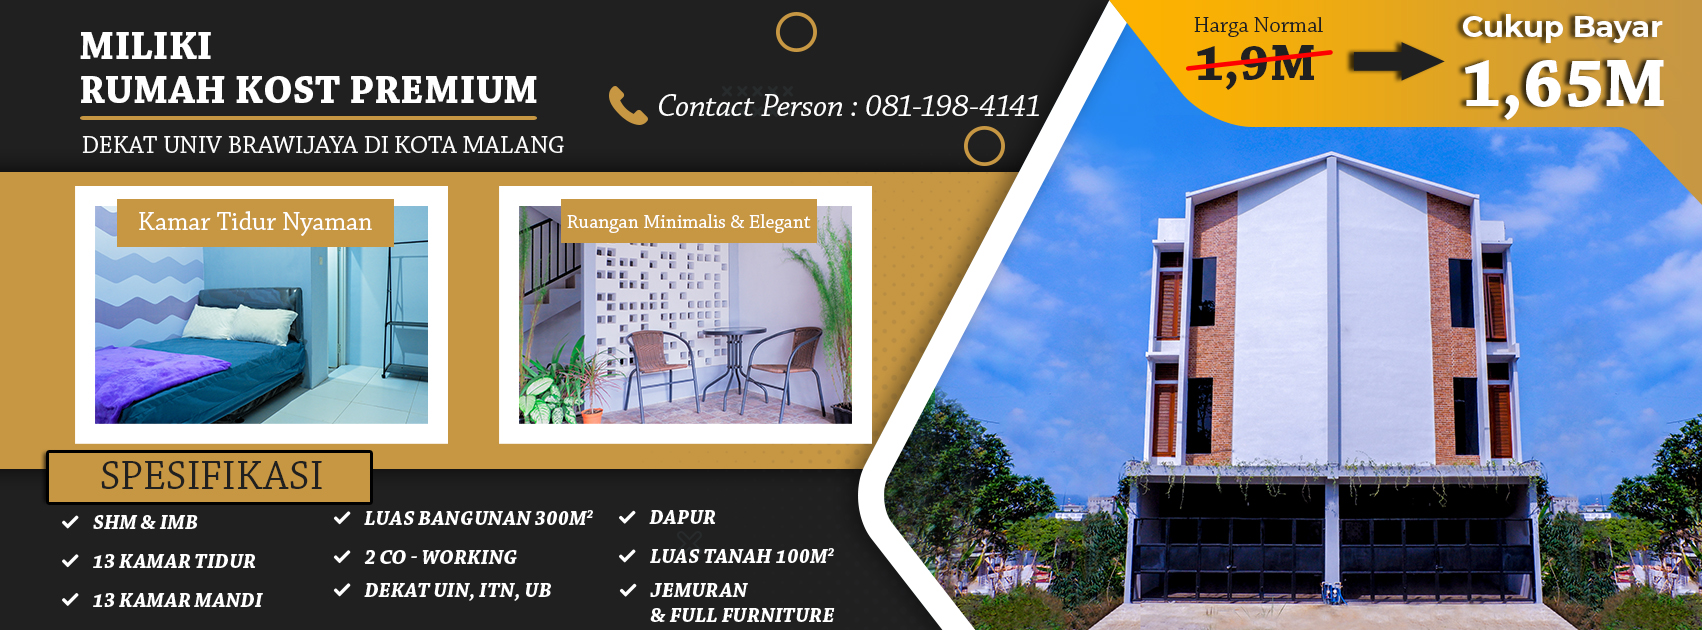 MILIKI
RUMAH KOST PREMIUM
DEKAT UNIV BRAWIJAYA DI KOTA MALANG
Contact Person : 081-198-4141
Harga Normal
1,9M
Cukup Bayar
1,65M
Kamar Tidur Nyaman
Ruangan Minimalis & Elegant
SPESIFIKASI
SHM & IMB
13 KAMAR TIDUR
13 KAMAR MANDI
LUAS BANGUNAN 300M²
2 CO - WORKING
DEKAT UIN, ITN, UB
DAPUR
LUAS TANAH 100M²
JEMURAN
& FULL FURNITURE